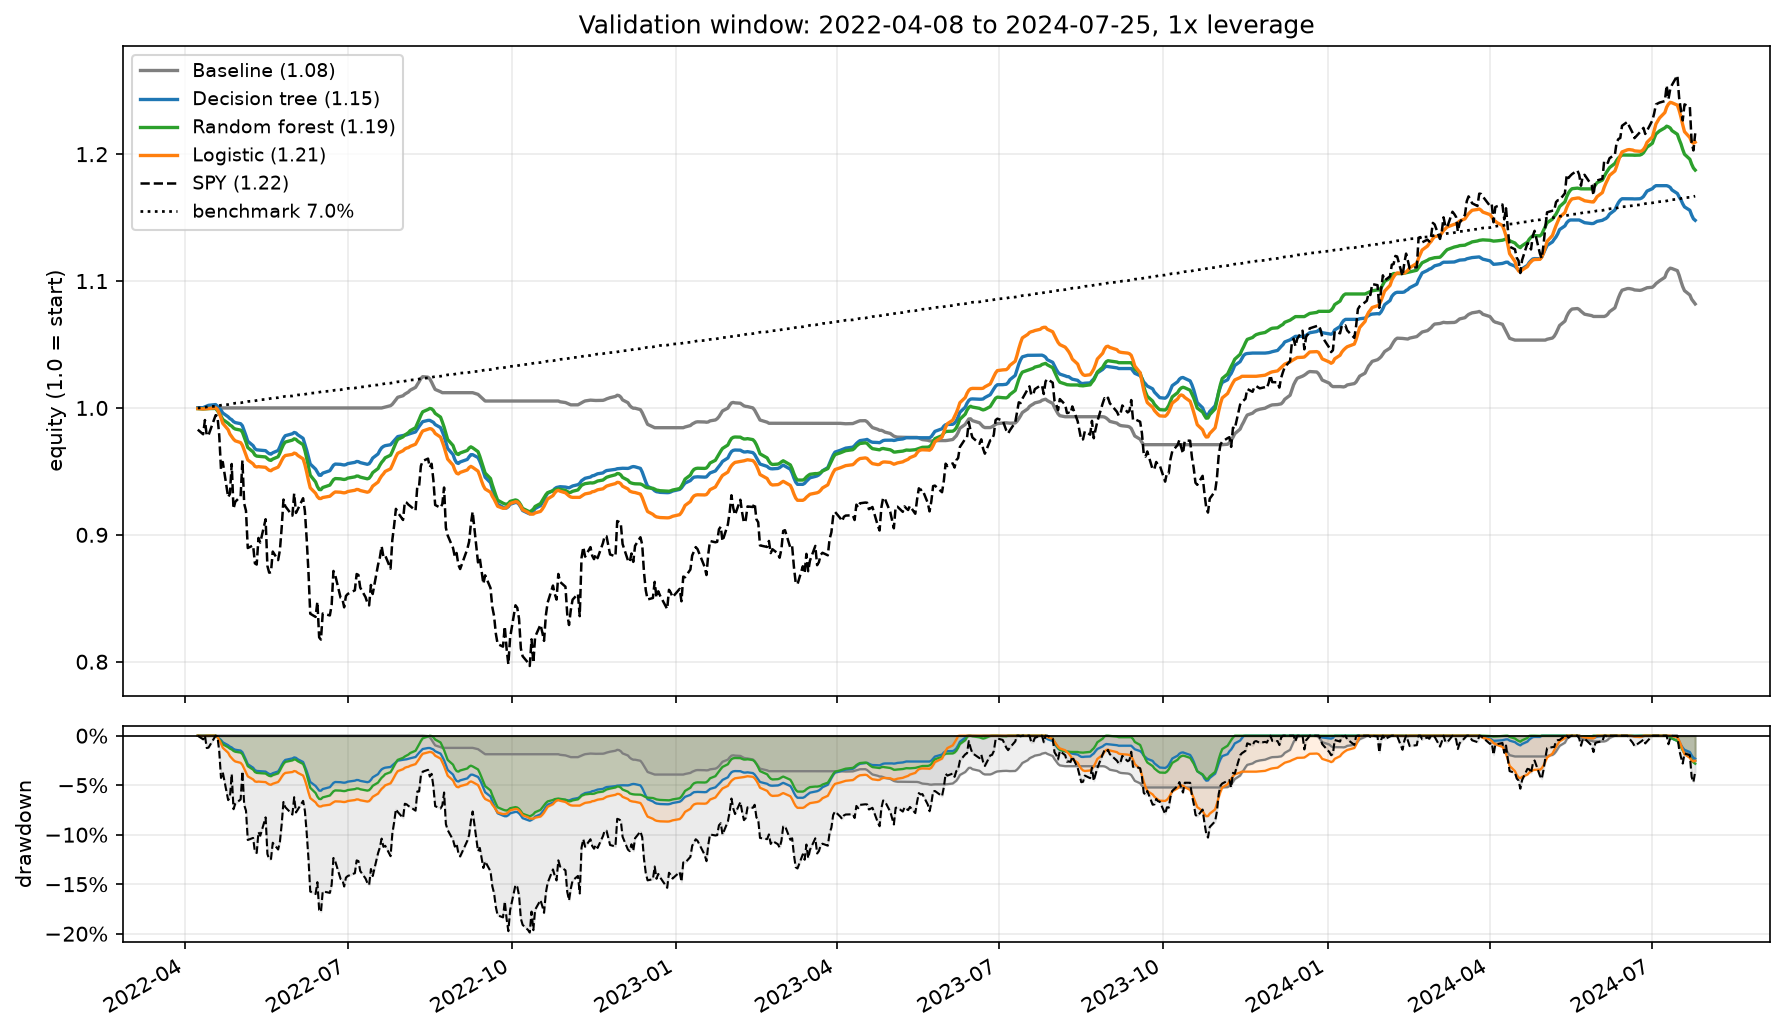 Validation window: 2022-04-08 to 2024-07-25, 1x leverage
Baseline (1.08)
Decision tree (1.15)
Random forest (1.19)
Logistic (1.21)
SPY (1.22)
benchmark 7.0%
equity (1.0 = start)
1.2
1.1
1.0
0.9
0.8
drawdown
0%
−5%
−10%
−15%
−20%
2022-04
2022-07
2022-10
2023-01
2023-04
2023-07
2023-10
2024-01
2024-04
2024-07